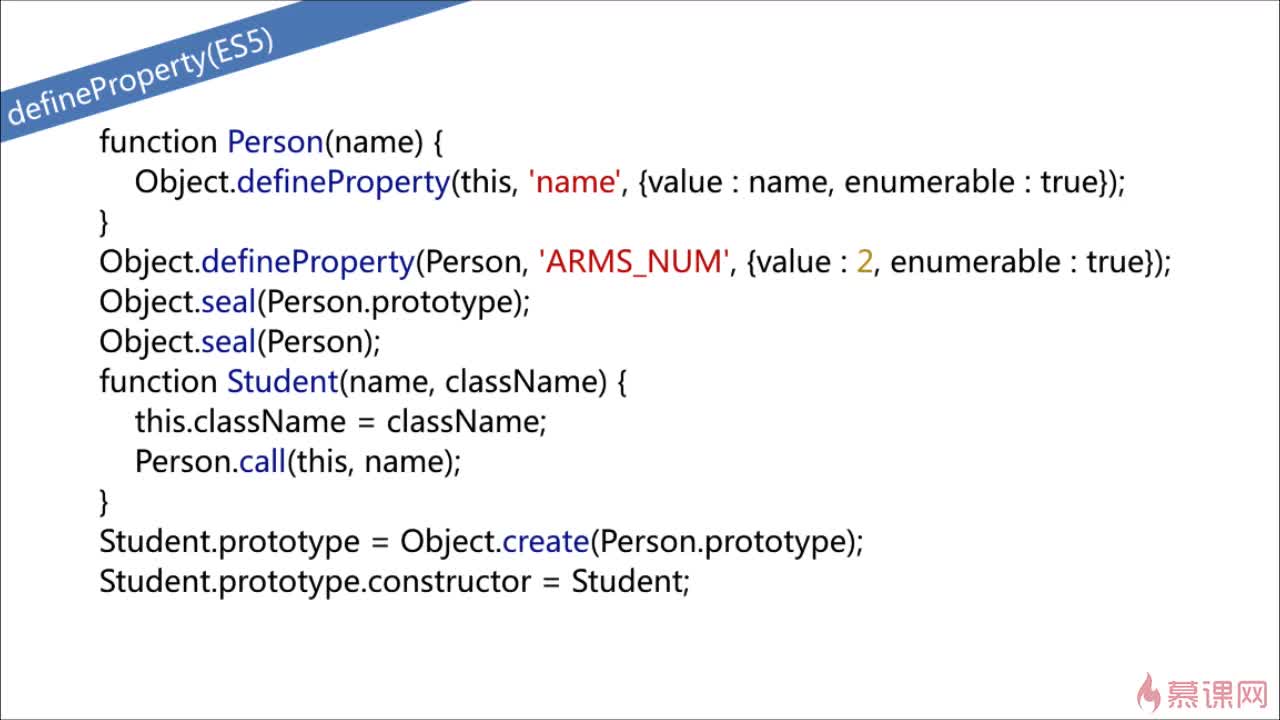 defineProperty(ES5)
function Person(name) {
Object.defineProperty(this, 'name', {value : name, enumerable : true});
}
Object.defineProperty(Person, 'ARMS_NUM', {value : 2, enumerable : true});
Object.seal(Person.prototype);
Object.seal(Person);
function Student(name, className) {
this.className = className;
Person.call(this, name);
}
Student.prototype = Object.create(Person.prototype);
Student.prototype.constructor = Student;
慕课网